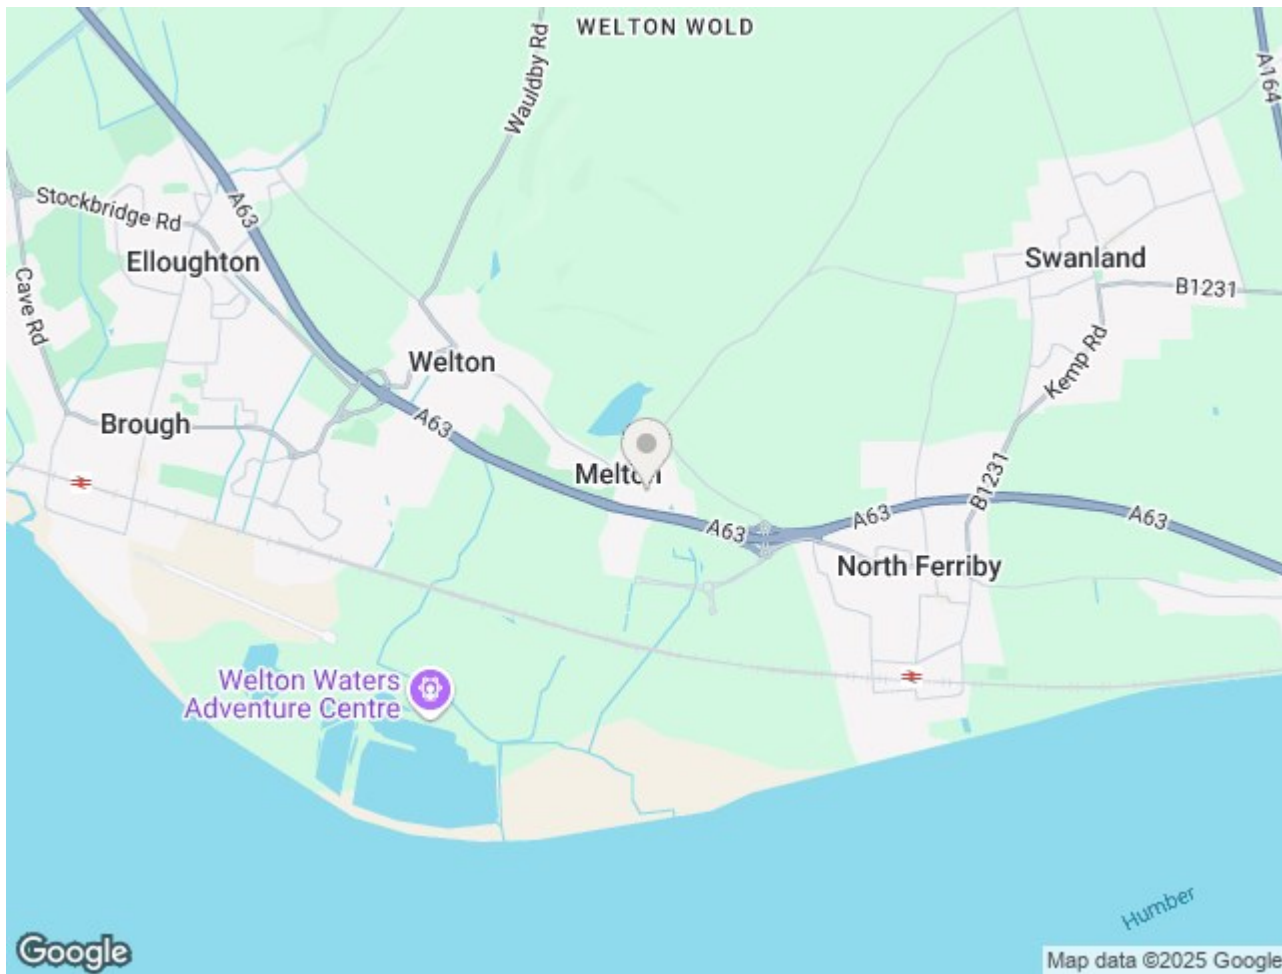 WELTON WOLD
Wauldby Rd
A164
Stockbridge Rd
A63
Elloughton
Swanland
B1231
Cave Rd
Welton
Kemp Rd
Brough
A63
Melton
B1231
A63
A63
A63
North Ferriby
Welton Waters
Adventure Centre
Humber
Google
Map data ©2025 Google